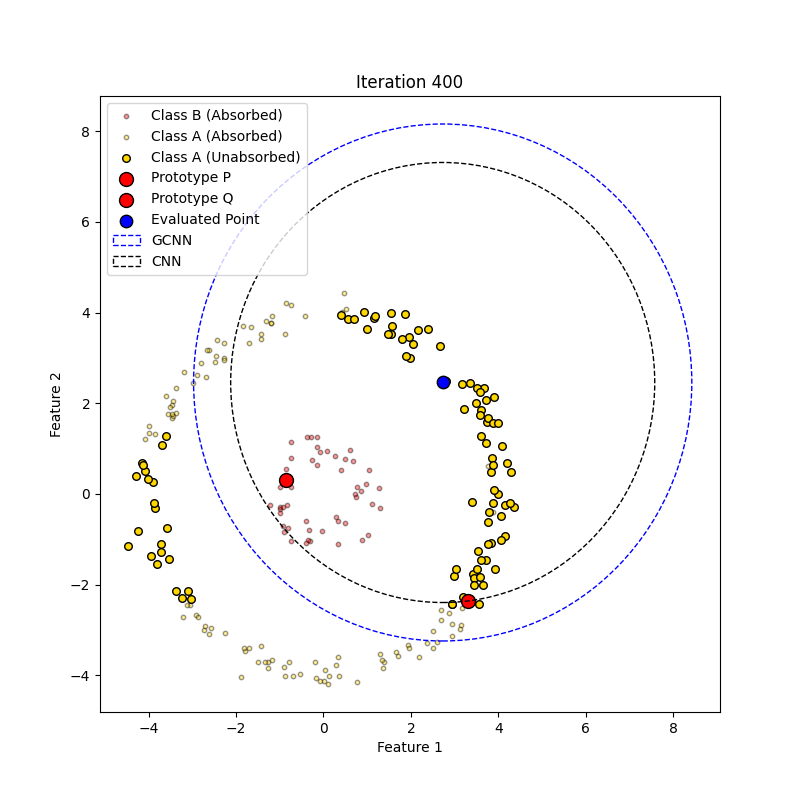 Iteration 400
Class B (Absorbed)
Class A (Absorbed)
Class A (Unabsorbed)
Prototype P
Prototype Q
Evaluated Point
GCNN
CNN
8
6
4
2
0
−2
−4
Feature 2
−4
−2
0
2
4
6
8
Feature 1